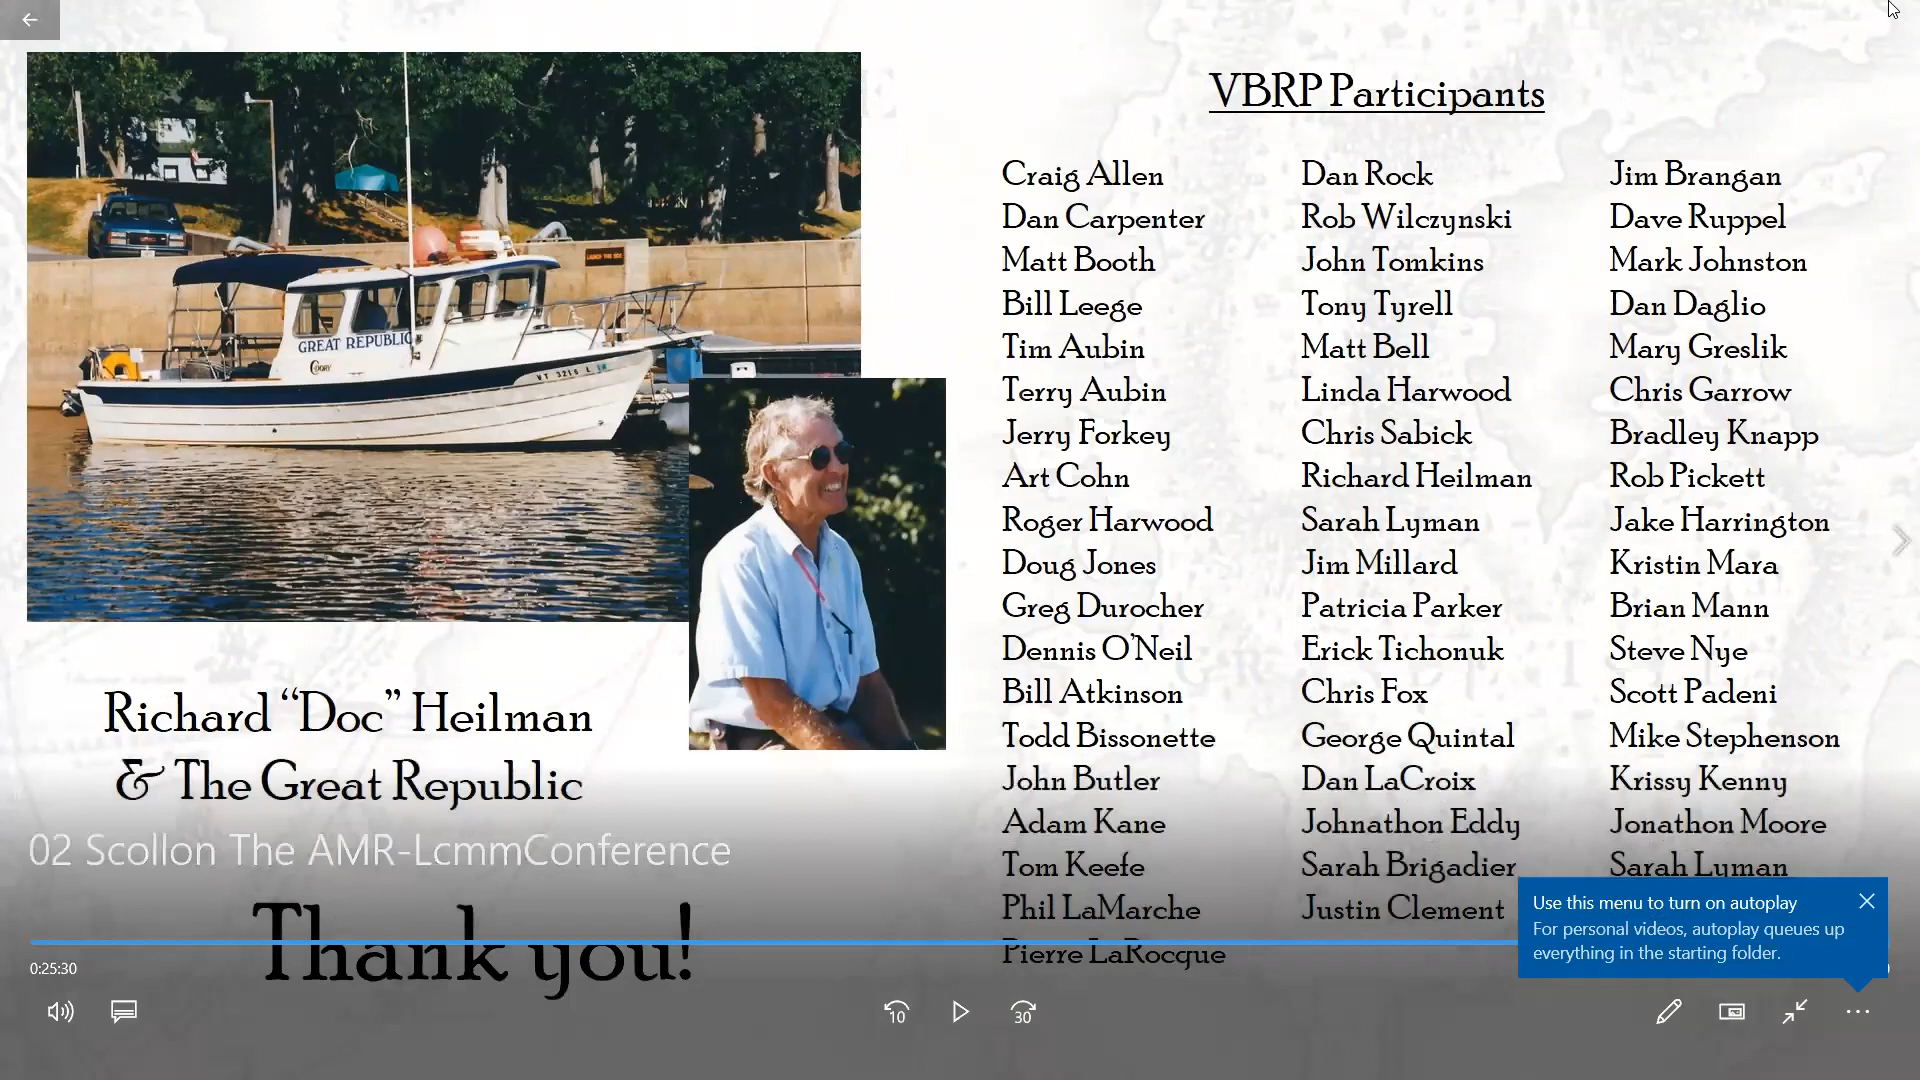 VBRP Participants
Craig Allen
Dan Carpenter
Matt Booth
Bill Leege
Tim Aubin
Terry Aubin
Jerry Forkey
Art Cohn
Roger Harwood
Doug Jones
Greg Durocher
Dennis O'Neil
Bill Atkinson
Todd Bissonette
John Butler
Adam Kane
Tom Keefe
Phil LaMarche
Pierre LaRocque
Dan Rock
Rob Wilczynski
John Tomkins
Tony Tyrell
Matt Bell
Linda Harwood
Chris Sabick
Richard Heilman
Sarah Lyman
Jim Millard
Patricia Parker
Erick Tichonuk
Chris Fox
George Quintal
Dan LaCroix
Johnathon Eddy
Sarah Brigadier
Justin Clement
Jim Brangan
Dave Ruppel
Mark Johnston
Dan Daglio
Mary Greslik
Chris Garrow
Bradley Knapp
Rob Pickett
Jake Harrington
Kristin Mara
Brian Mann
Steve Nye
Scott Padeni
Mike Stephenson
Krissy Kenny
Jonathon Moore
Sarah Lyman
GREAT REPUBLIC
Richard “Doc” Heilman
& The Great Republic
02 Scollon The AMR-LcmmConference
Thank you!
Use this menu to turn on autoplay
For personal videos, autoplay queues up
everything in the starting folder.
0:25:30
10
30